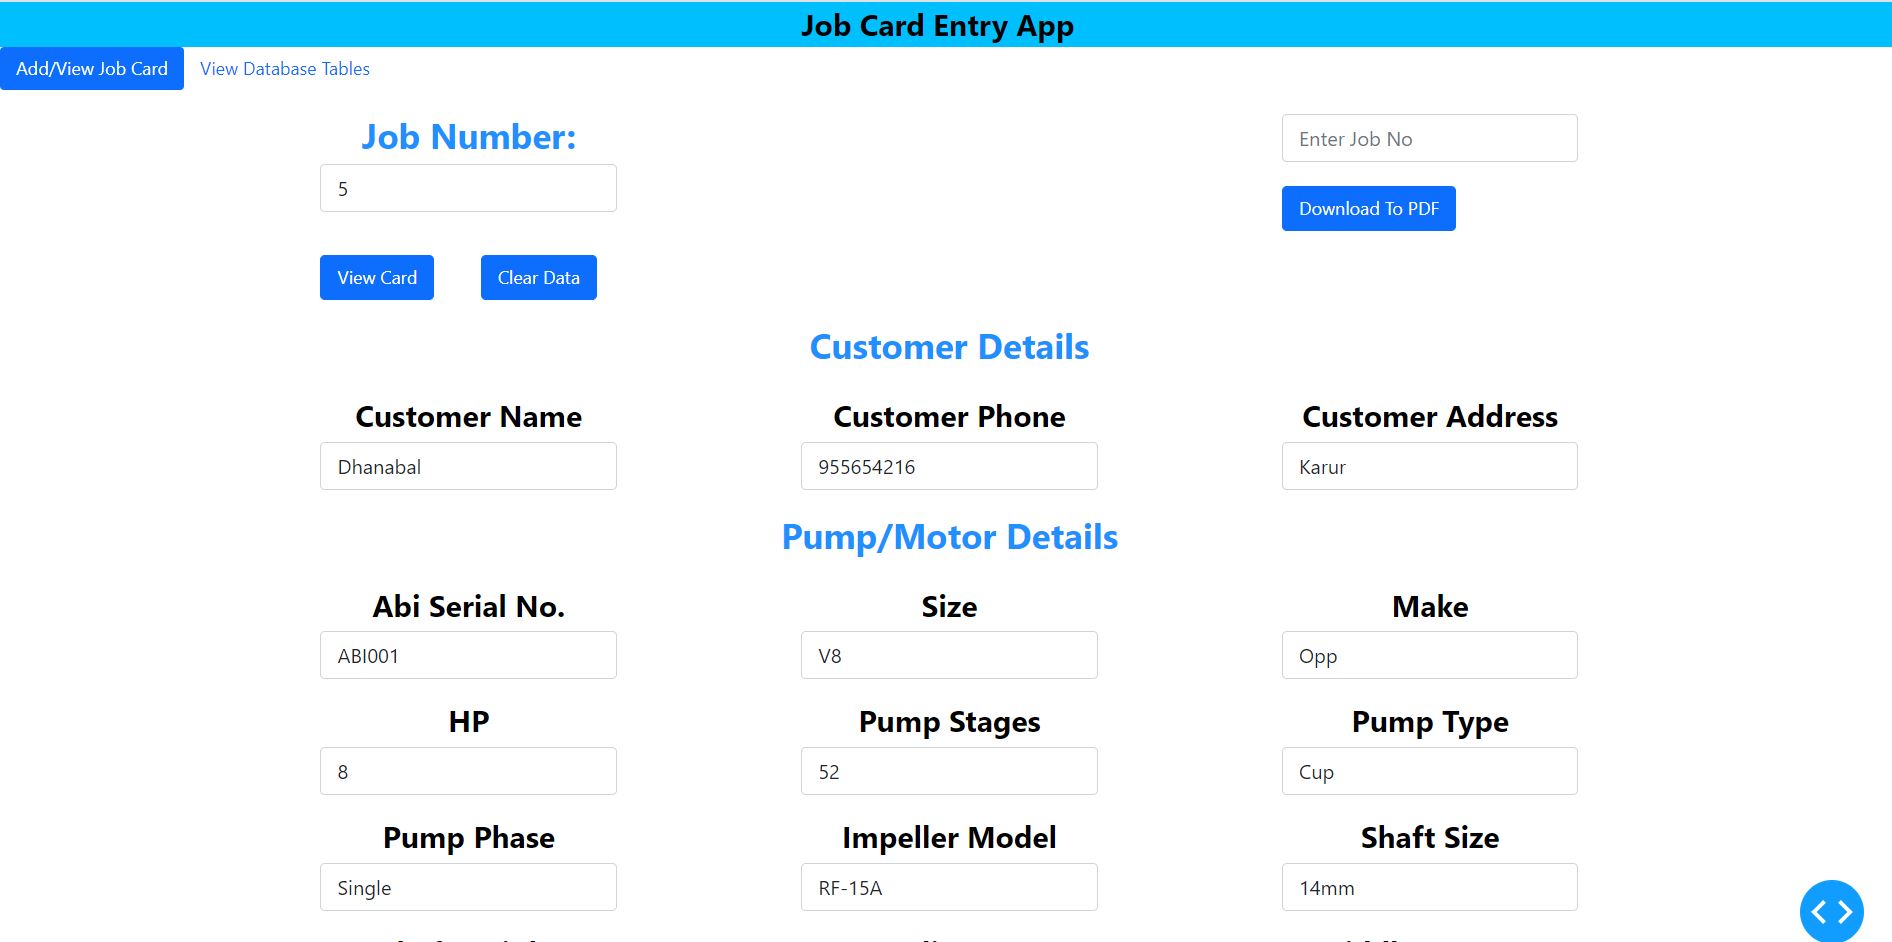 Job Card Entry App
Add/View Job Card View Database Tables
Job Number:
5
Enter Job No
Download To PDF
View Card Clear Data
Customer Details
Customer Name Customer Phone Customer Address
Dhanabal 955654216 Karur
Pump/Motor Details
Abi Serial No. Size Make
ABI001 V8 Opp
HP Pump Stages Pump Type
8 52 Cup
Pump Phase Impeller Model Shaft Size
Single RF-15A 14mm